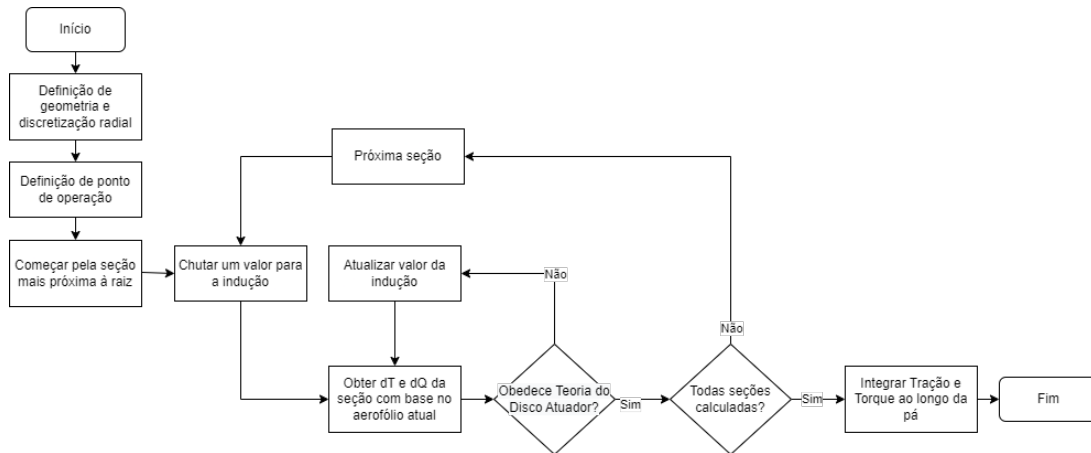 Início
Definição de
geometria e
discretização radial
Definição de ponto
de operação
Começar pela seção
mais próxima à raiz
Chutar um valor para
a indução
Próxima seção
Atualizar valor da
indução
Não
Obter dT e dQ da
seção com base no
aerofólio atual
Obedece Teoria do
Disco Atuador?
Sim
Não
Todas seções
calculadas?
Sim
Integrar Tração e
Torque ao longo da
pá
Fim